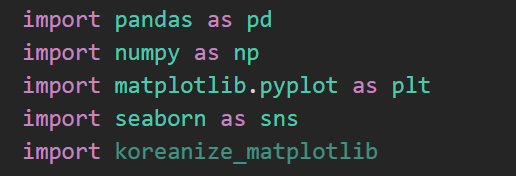 import pandas as pd
import numpy as np
import matplotlib.pyplot as plt
import seaborn as sns
import koreanize_matplotlib